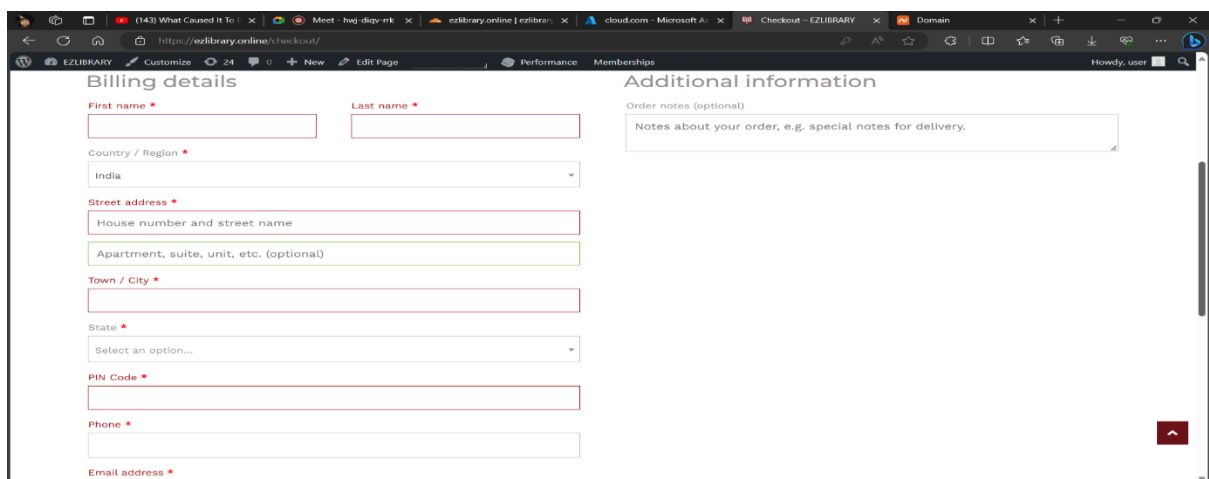 (143) What Caused It To
Meet - hwj-diqv-rrk
ezlibrary.online | ezlibrary
cloud.com - Microsoft Az
Checkout – EZLIBRARY
Domain
https://ezlibrary.online/checkout/
EZLIBRARY Customize 24 0 + New Edit Page Performance Memberships Howdy, user
Billing details
First name *
Last name *
Country / Region *
India
Street address *
House number and street name
Apartment, suite, unit, etc. (optional)
Town / City *
State *
Select an option...
PIN Code *
Phone *
Email address *
Additional information
Order notes (optional)
Notes about your order, e.g. special notes for delivery.